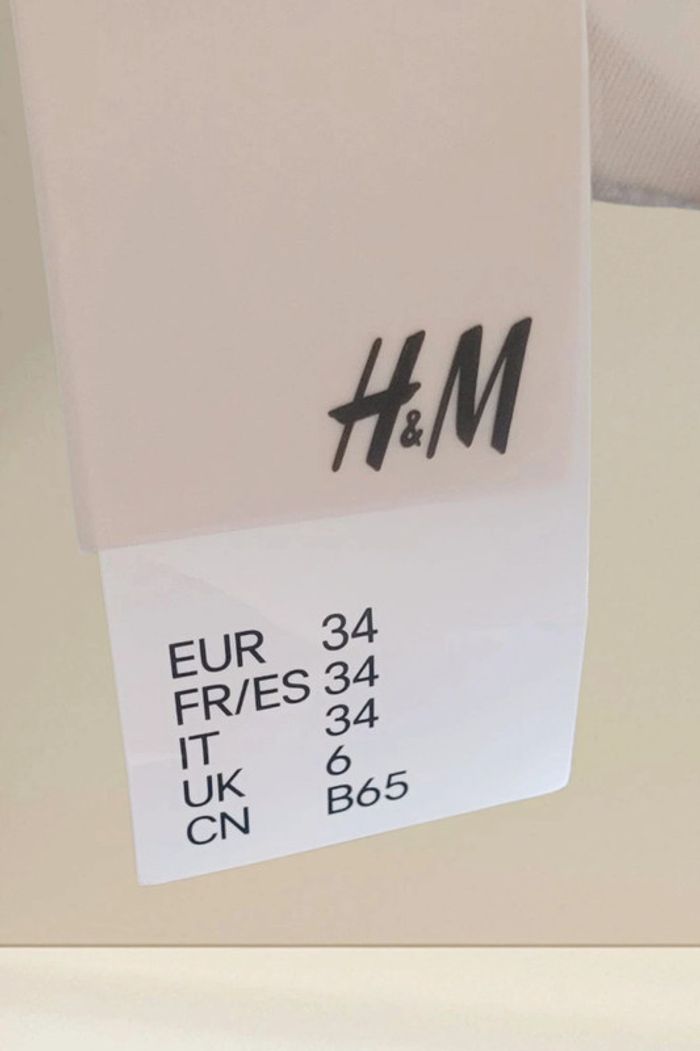 H&M
EUR 34
FR/ES 34
IT 34
UK 6
CN B65